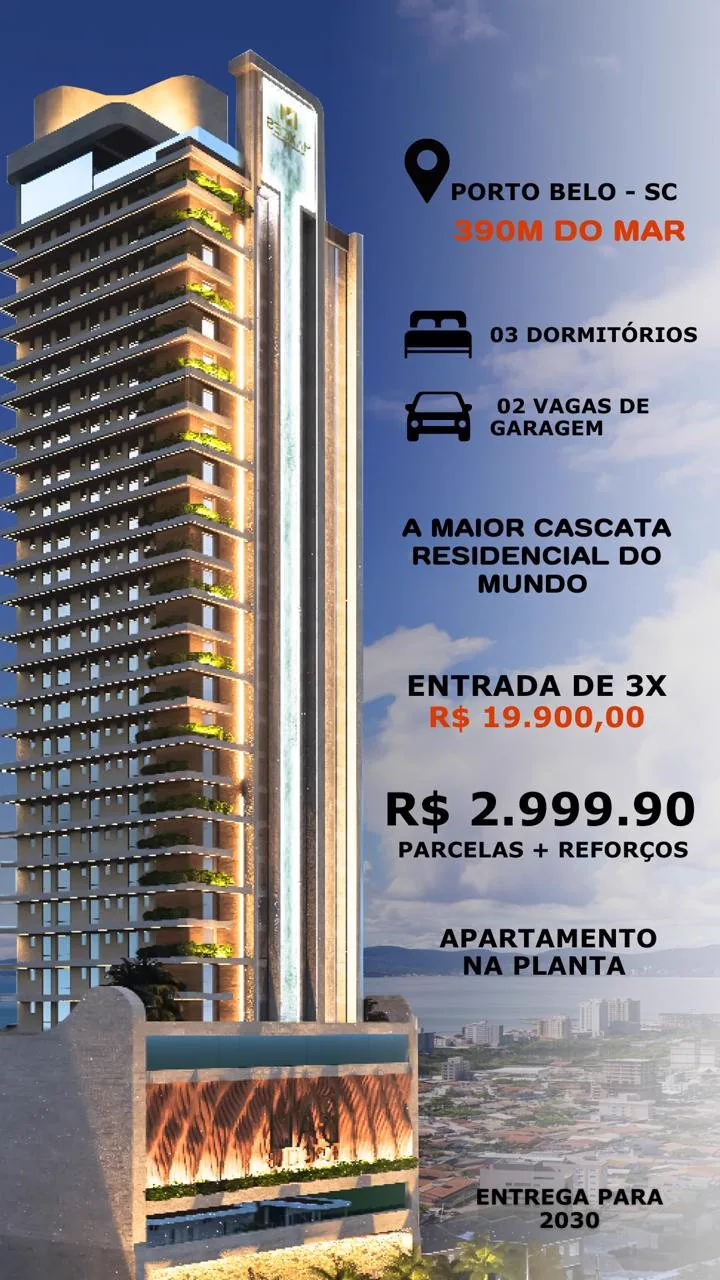 PORTO BELO - SC
390M DO MAR
03 DORMITÓRIOS
02 VAGAS DE
GARAGEM
A MAIOR CASCATA
RESIDENCIAL DO
MUNDO
ENTRADA DE 3X
R$ 19.900,00
R$ 2.999.90
PARCELAS + REFORÇOS
APARTAMENTO
NA PLANTA
ENTREGA PARA
2030